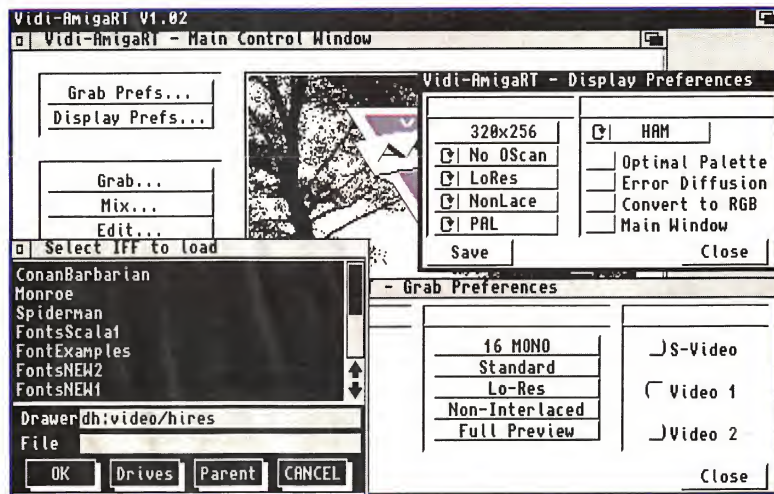 Vidi-AmigaRT V1.02
Vidi-AmigaRT - Main Control Window
Grab Prefs...
Display Prefs...
Grab...
Mix...
Edit...
Vidi-AmigaRT - Display Preferences
320x256
No OScan
LoRes
NonLace
PAL
Save
HAM
Optimal Palette
Error Diffusion
Convert to RGB
Main Window
Close
Select IFF to load
ConanBarbarian
Monroe
Spiderman
FontsScala1
FontExamples
FontsNEW2
FontsNEW1
Drawer dh:video/hires
File
OK
Drives
Parent
CANCEL
- Grab Preferences
16 MONO
Standard
Lo-Res
Non-Interlaced
Full Preview
S-Video
Video 1
Video 2
Close